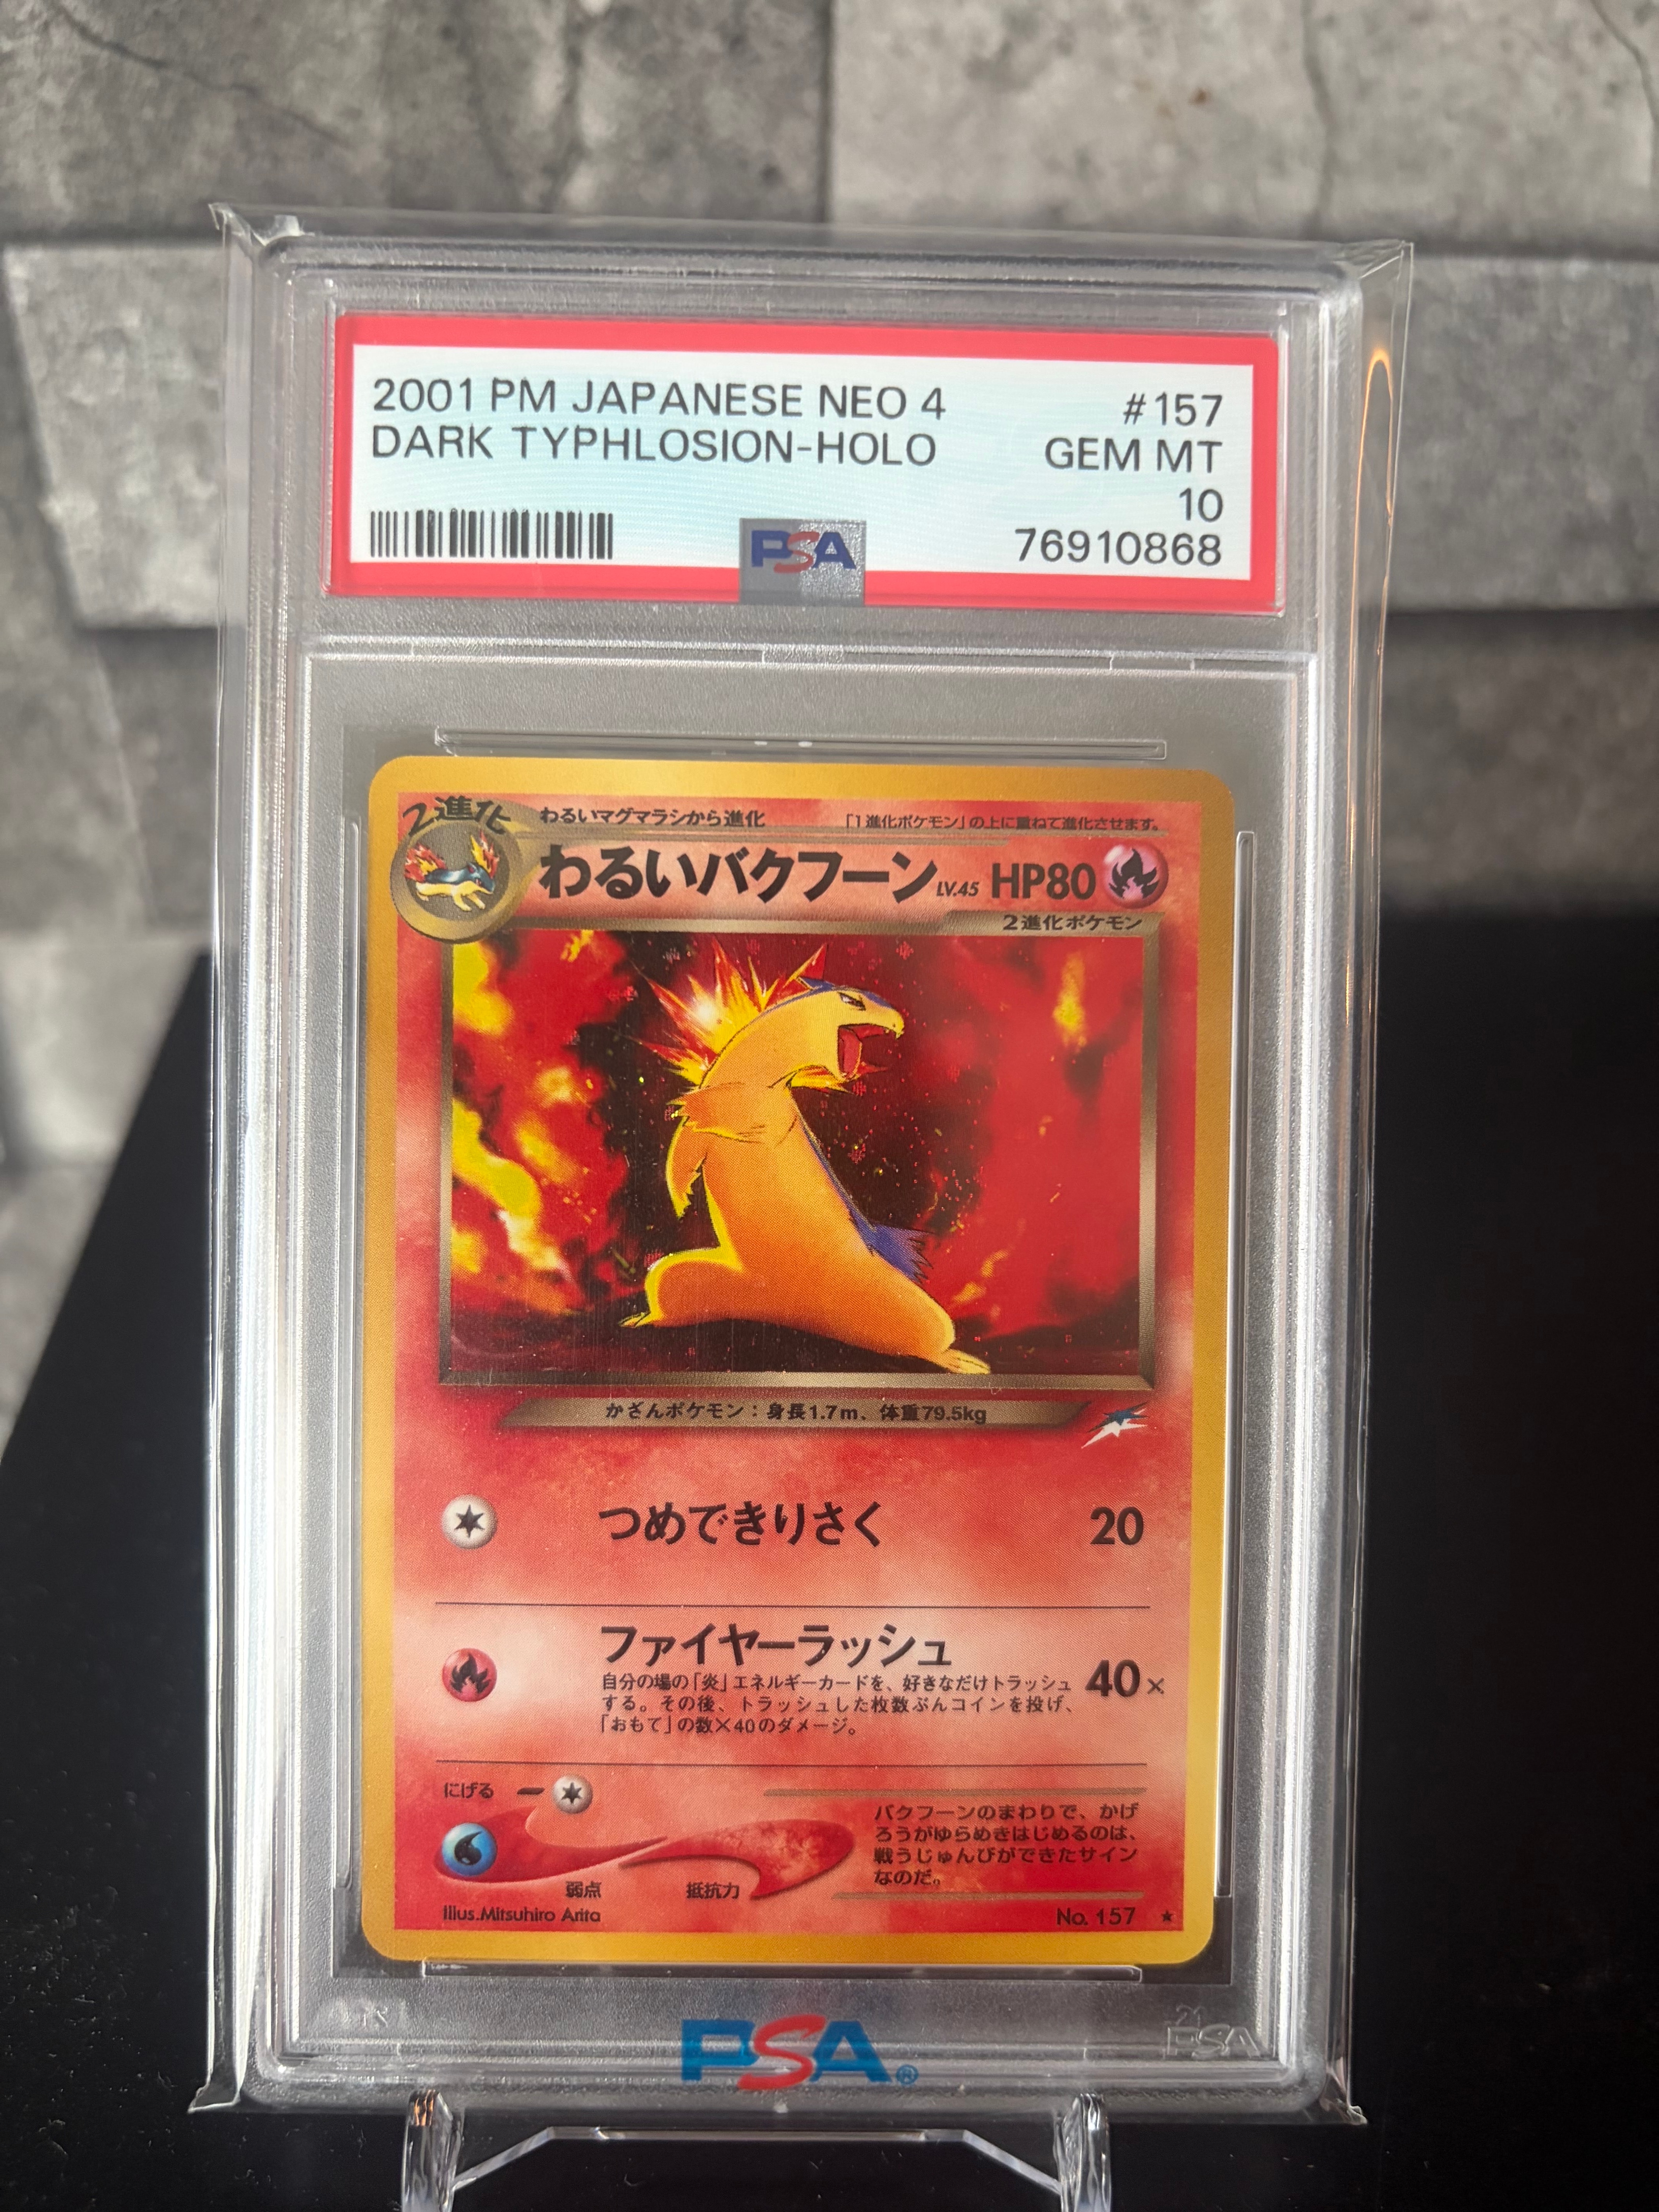 2001 PM JAPANESE NEO 4 #157
DARK TYPHLOSION-HOLO GEM MT
10
PSA 76910868
2進化
わるいマグマラシから進化 「1進化ポケモン」の上に重ねて進化させます。
わるいバクフーン LV.45 HP80
2進化ポケモン
かざんポケモン：身長1.7m、体重79.5kg
つめできりさく 20
ファイヤーラッシュ
自分の場の「炎」エネルギーカードを、好きなだけトラッシュ
する。その後、トラッシュした枚数ぶんコインを投げ、
「おもて」の数×40のダメージ。
40×
にげる
弱点 抵抗力
バクフーンのまわりで、かげ
ろうがゆらめきはじめるのは、
戦うじゅんびができたサイン
なのだ。
Illus.Mitsuhiro Arita No. 157 ★
PSA®
PSA